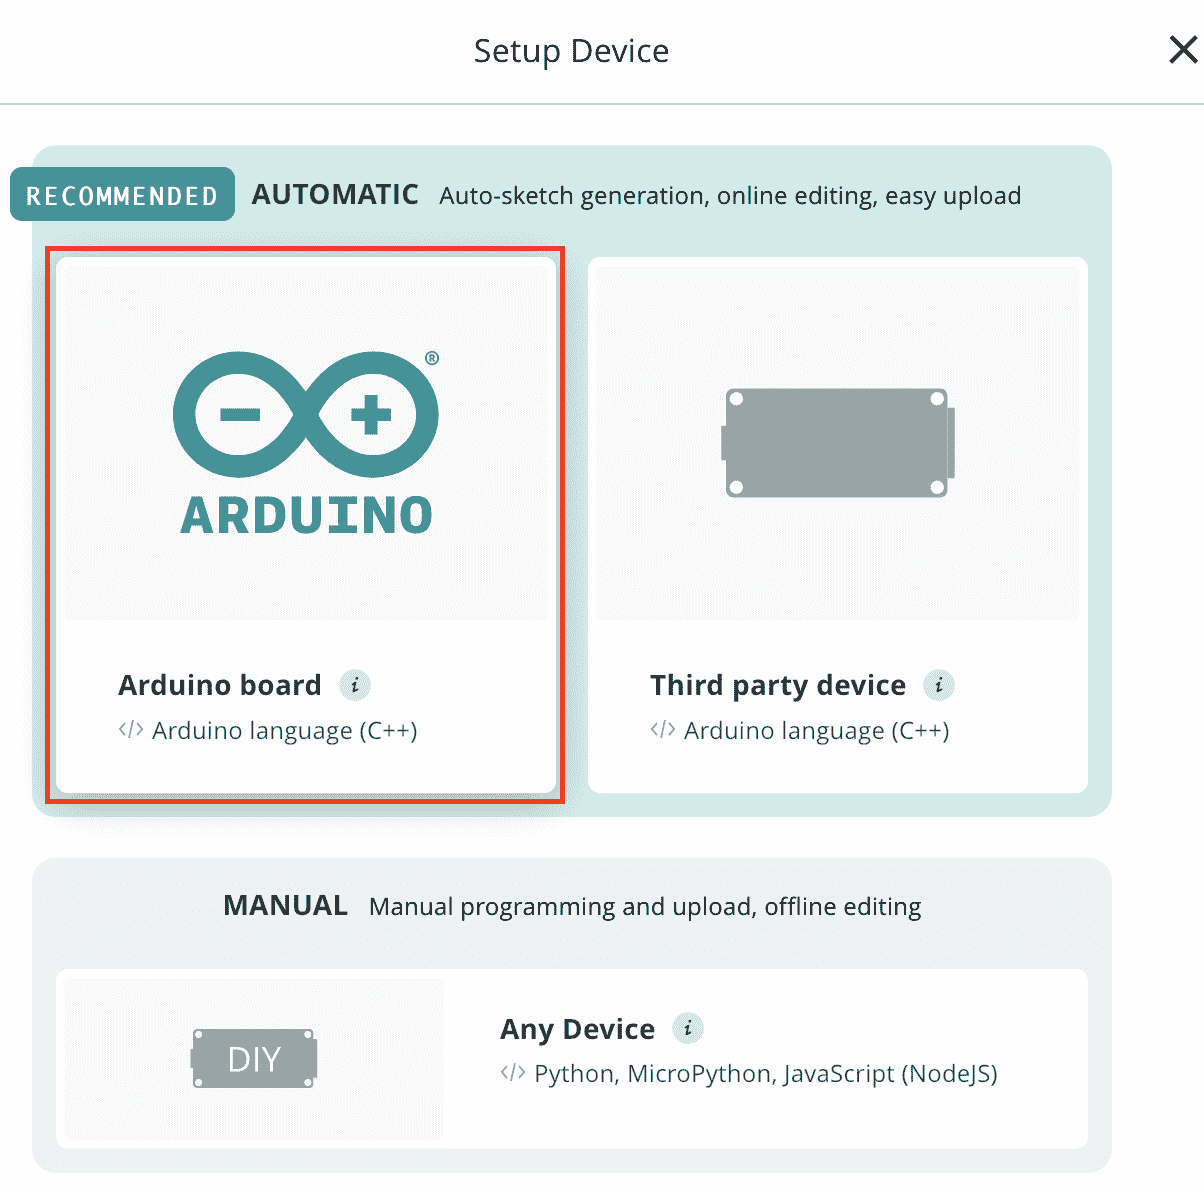 Setup Device
RECOMMENDED AUTOMATIC Auto-sketch generation, online editing, easy upload
®
ARDUINO
Arduino board i
</> Arduino language (C++)
Third party device i
</> Arduino language (C++)
MANUAL Manual programming and upload, offline editing
DIY
Any Device i
</> Python, MicroPython, JavaScript (NodeJS)